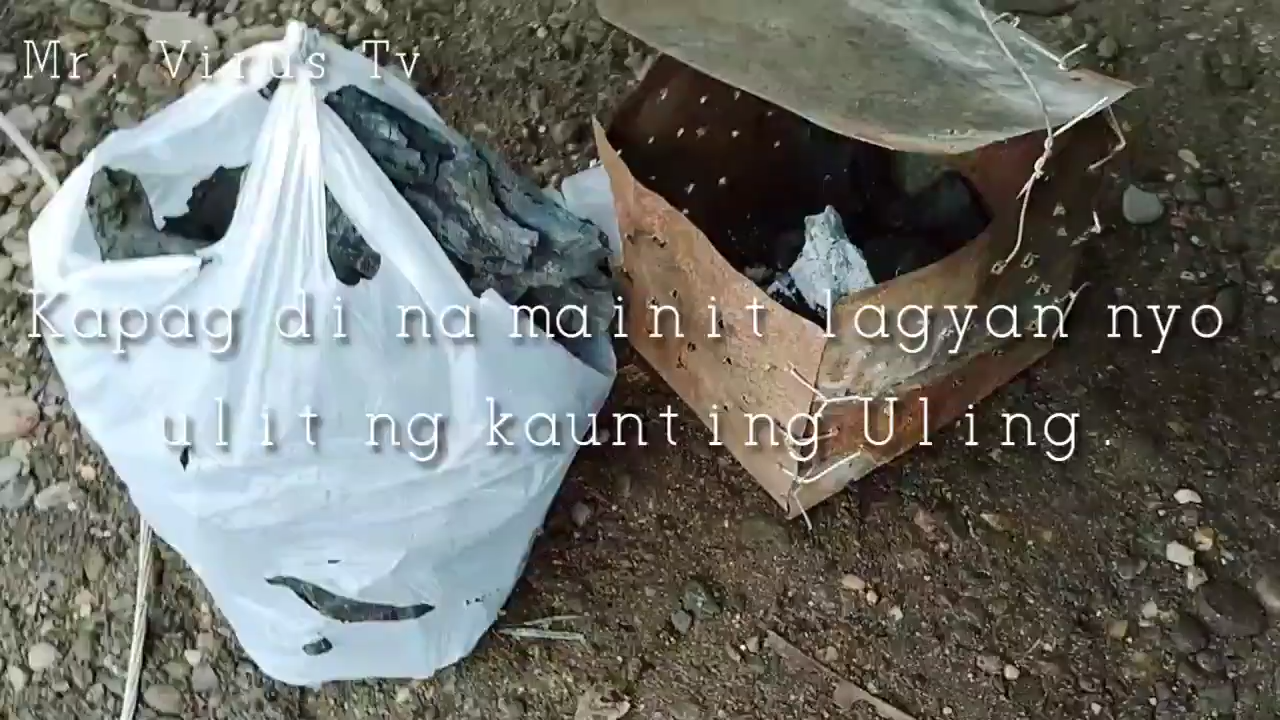 Mr. Virus Tv
Kapag di na mainit lagyan nyo
ulit ng kaunting Uling.